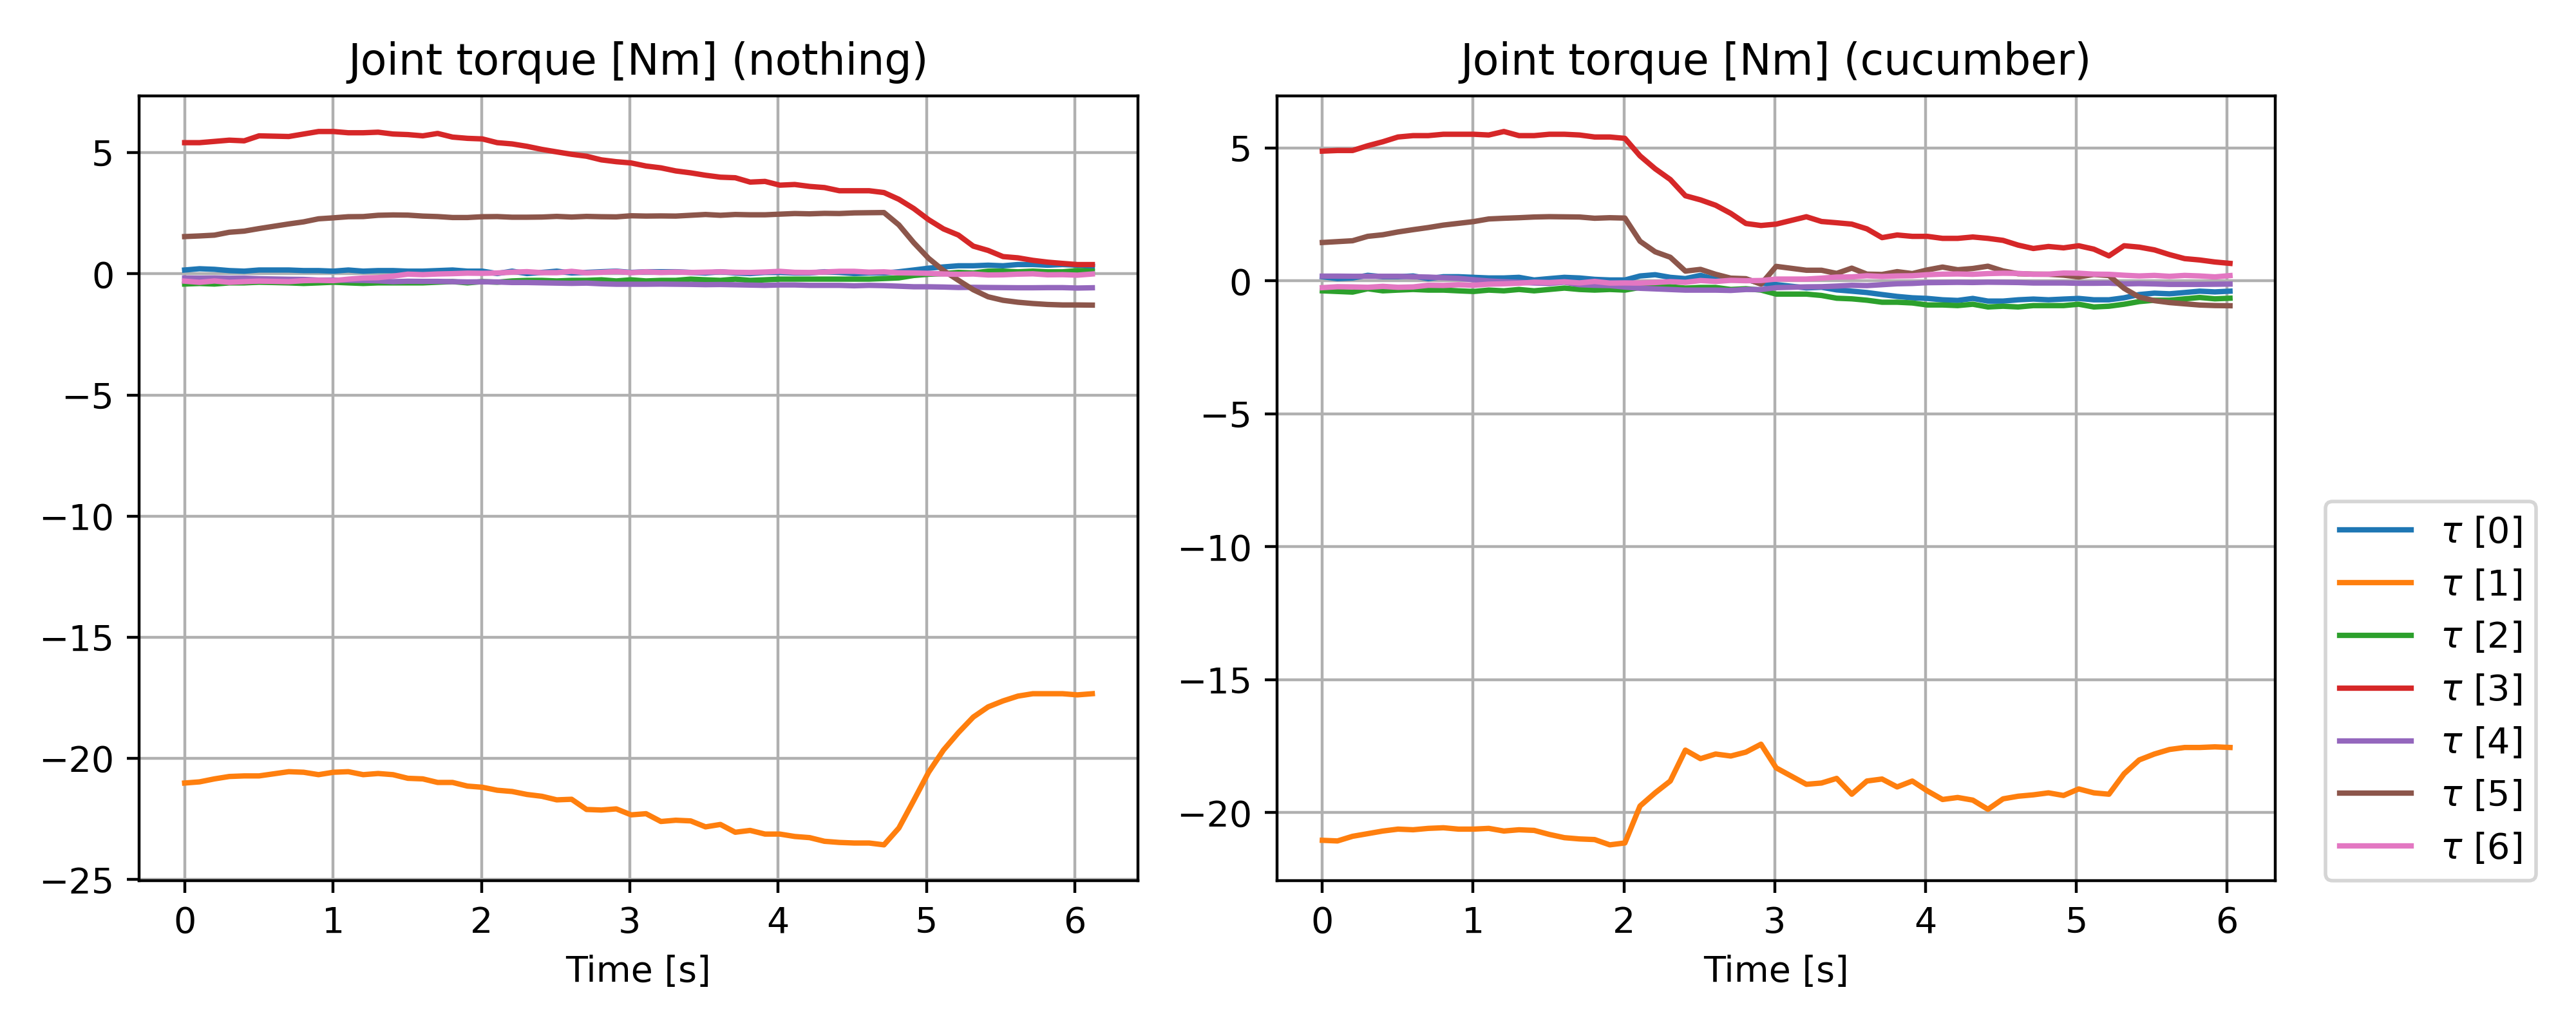 Joint torque [Nm] (nothing)
5
0
−5
−10
−15
−20
−25
0 1 2 3 4 5 6
Time [s]
Joint torque [Nm] (cucumber)
5
0
−5
−10
−15
−20
0 1 2 3 4 5 6
Time [s]
τ [0]
τ [1]
τ [2]
τ [3]
τ [4]
τ [5]
τ [6]